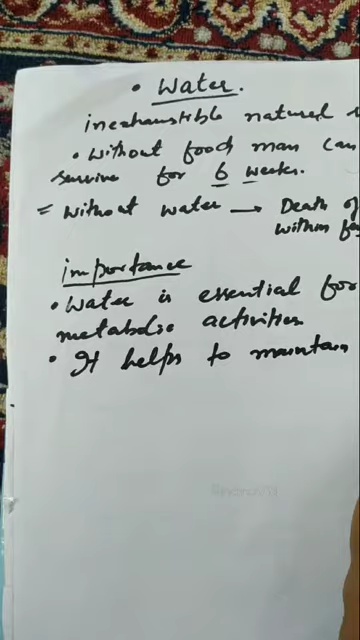 • Water.
inexhaustible natural
• Without food man can
survive for 6 weeks.
= Without water → Death of
within
importance
• Water is essential for
metabolic activities
• It helps to maintain